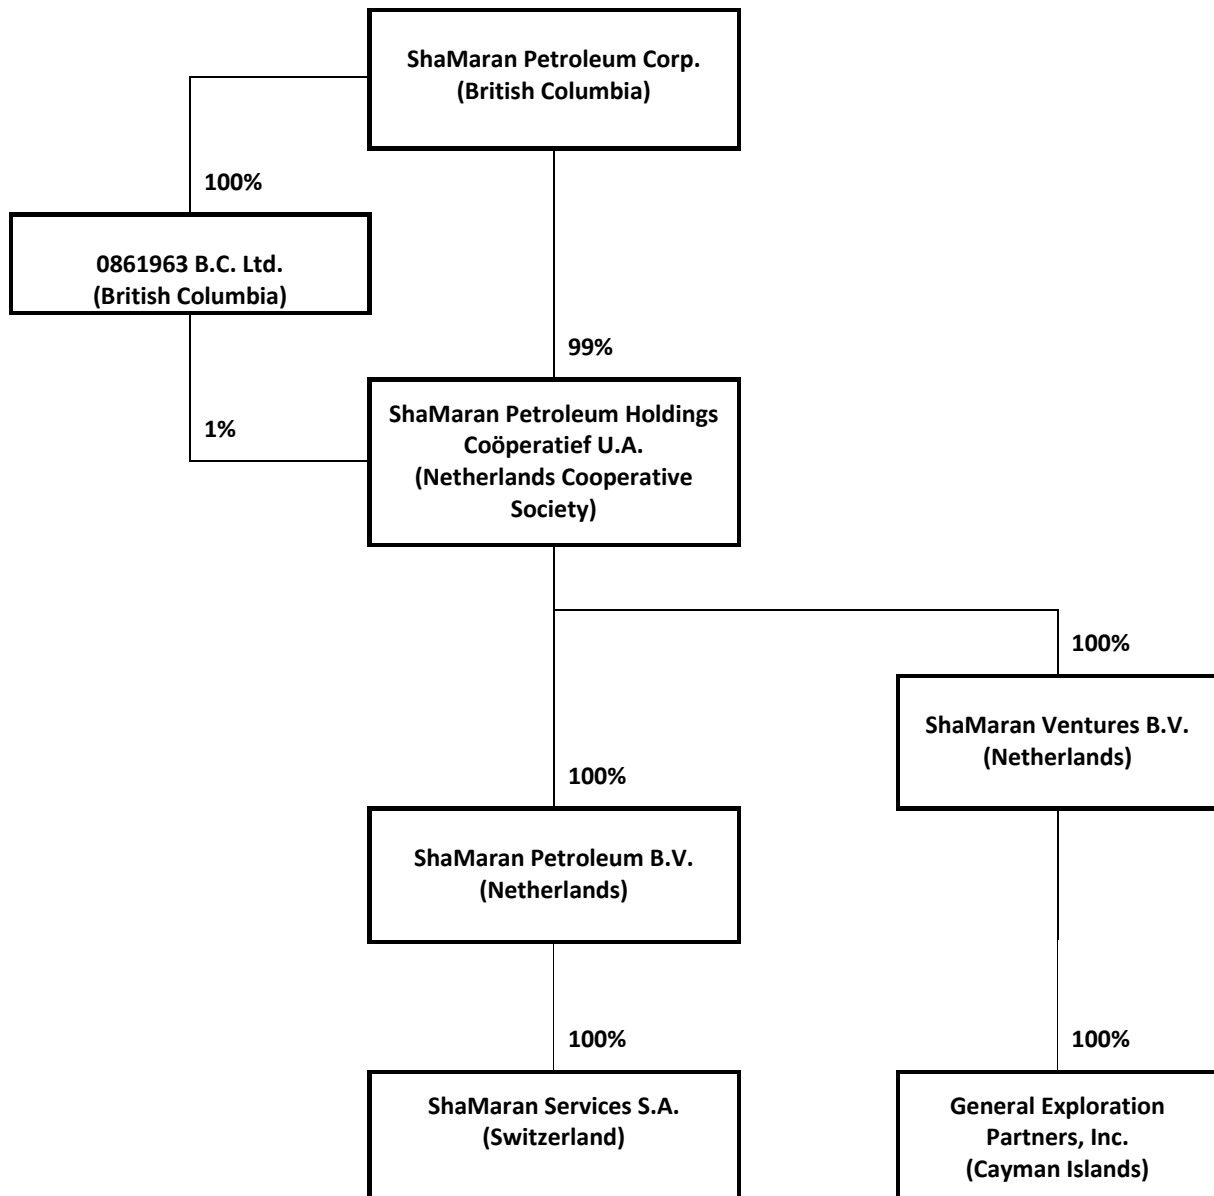 ShaMaran Petroleum Corp.
(British Columbia)
100%
0861963 B.C. Ltd.
(British Columbia)
99%
1%
ShaMaran Petroleum Holdings
Coöperatief U.A.
(Netherlands Cooperative
Society)
100%
ShaMaran Ventures B.V.
(Netherlands)
100%
ShaMaran Petroleum B.V.
(Netherlands)
100%
100%
ShaMaran Services S.A.
(Switzerland)
General Exploration
Partners, Inc.
(Cayman Islands)